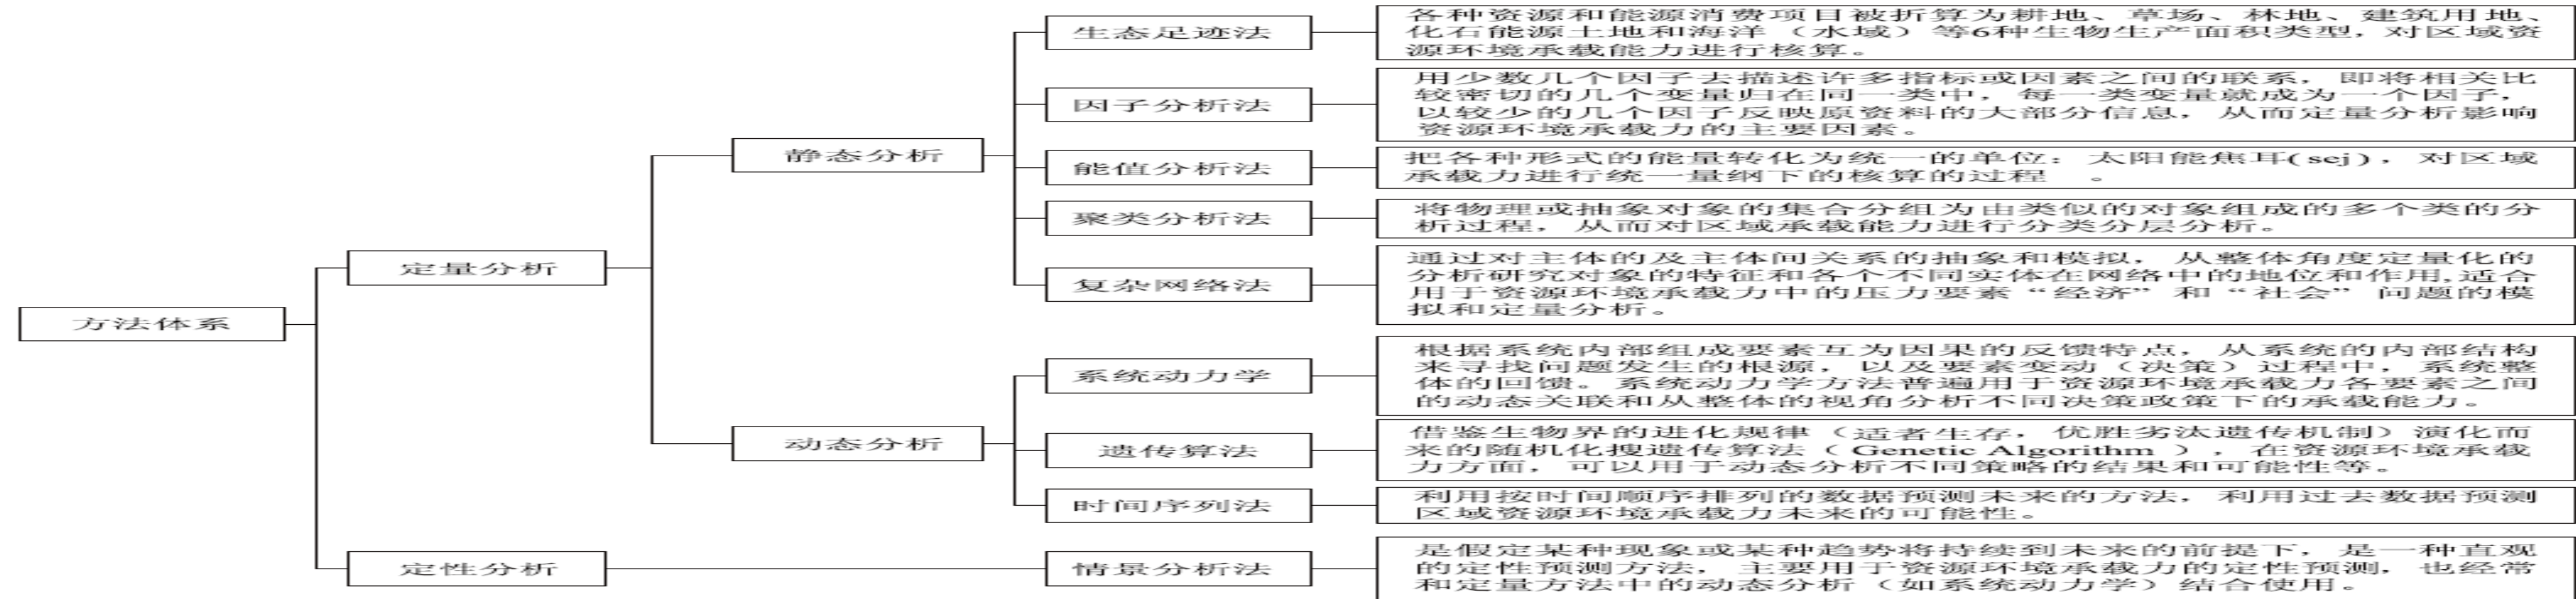 方法体系
定量分析
静态分析
生态足迹法
各种资源和能源消费项目被折算为耕地、草场、林地、建筑用地、
化石能源土地和海洋（水域）等6种生物生产面积类型，对区域资
源环境承载能力进行核算。
因子分析法
用少数几个因子去描述许多指标或因素之间的联系，即将相关比
较密切的几个变量归在同一类中，每一类变量就成为一个因子，
以较少的几个因子反映原资料的大部分信息，从而定量分析影响
资源环境承载力的主要因素。
能值分析法
把各种形式的能量转化为统一的单位：太阳能焦耳(sej)，对区域
承载力进行统一量纲下的核算的过程 。
聚类分析法
将物理或抽象对象的集合分组为由类似的对象组成的多个类的分
析过程，从而对区域承载能力进行分类分层分析。
复杂网络法
通过对主体的及主体间关系的抽象和模拟，从整体角度定量化的
分析研究对象的特征和各个不同实体在网络中的地位和作用,适合
用于资源环境承载力中的压力要素“经济”和“社会”问题的模
拟和定量分析。
动态分析
系统动力学
根据系统内部组成要素互为因果的反馈特点，从系统的内部结构
来寻找问题发生的根源，以及要素变动（决策）过程中，系统整
体的回馈。系统动力学方法普遍用于资源环境承载力各要素之间
的动态关联和从整体的视角分析不同决策政策下的承载能力。
遗传算法
借鉴生物界的进化规律（适者生存，优胜劣汰遗传机制）演化而
来的随机化搜遗传算法（ Genetic Algorithm ），在资源环境承载
力方面，可以用于动态分析不同策略的结果和可能性等。
时间序列法
利用按时间顺序排列的数据预测未来的方法，利用过去数据预测
区域资源环境承载力未来的可能性。
定性分析
情景分析法
是假定某种现象或某种趋势将持续到未来的前提下，是一种直观
的定性预测方法，主要用于资源环境承载力的定性预测，也经常
和定量方法中的动态分析（如系统动力学）结合使用。